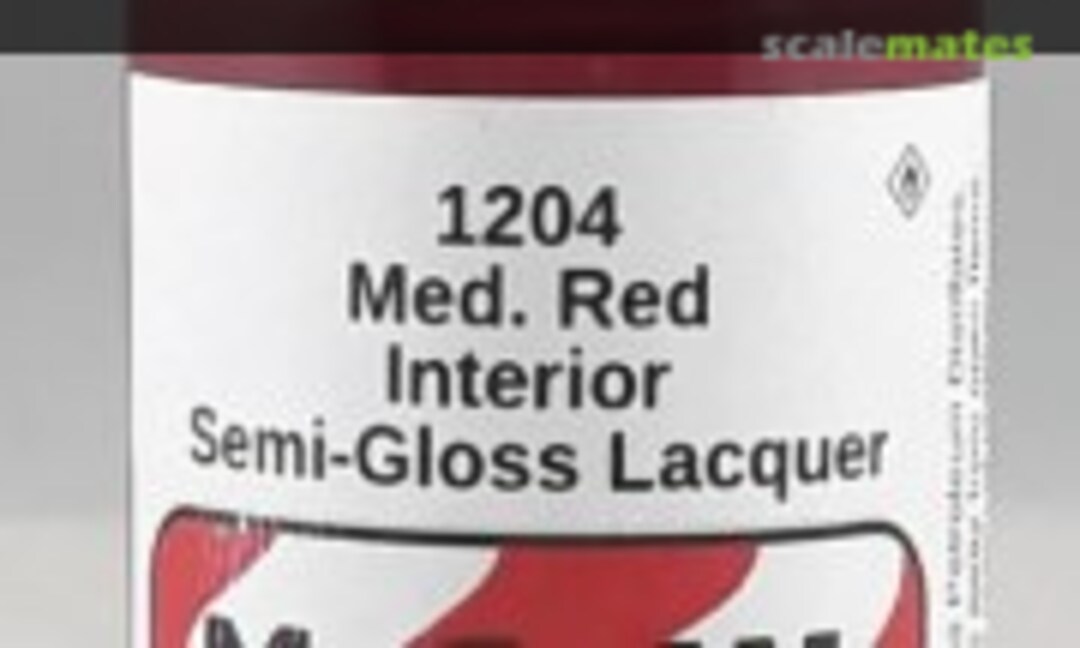 scalemates
1204
Med. Red
Interior
Semi-Gloss Lacquer